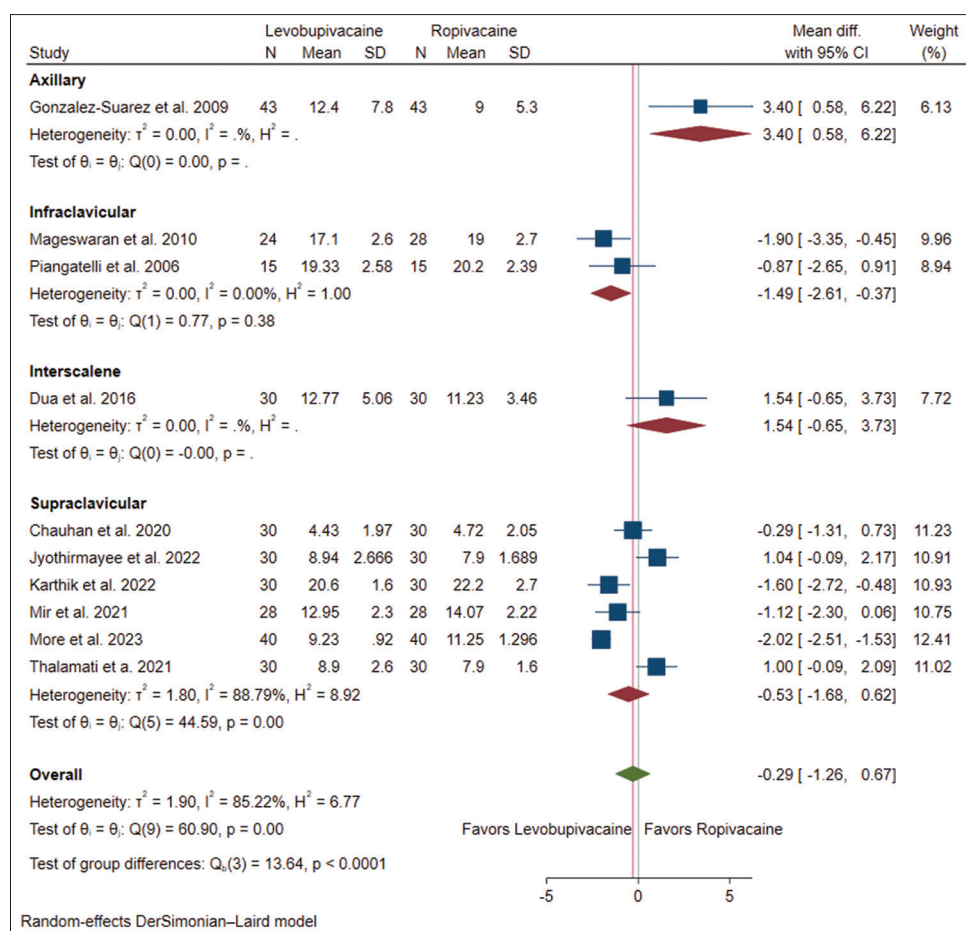 Levobupivacaine Ropivacaine Mean diff. Weight
Study N Mean SD N Mean SD with 95% CI (%)
Axillary
Gonzalez-Suarez et al. 2009 43 12.4 7.8 43 9 5.3 3.40 [ 0.58, 6.22] 6.13
Heterogeneity: τ² = 0.00, I² = .%, H² = . 3.40 [ 0.58, 6.22]
Test of θᵢ = θⱼ: Q(0) = 0.00, p = .
Infraclavicular
Mageswaran et al. 2010 24 17.1 2.6 28 19 2.7 -1.90 [ -3.35, -0.45] 9.96
Piangatelli et al. 2006 15 19.33 2.58 15 20.2 2.39 -0.87 [ -2.65, 0.91] 8.94
Heterogeneity: τ² = 0.00, I² = 0.00%, H² = 1.00 -1.49 [ -2.61, -0.37]
Test of θᵢ = θⱼ: Q(1) = 0.77, p = 0.38
Interscalene
Dua et al. 2016 30 12.77 5.06 30 11.23 3.46 1.54 [ -0.65, 3.73] 7.72
Heterogeneity: τ² = 0.00, I² = .%, H² = . 1.54 [ -0.65, 3.73]
Test of θᵢ = θⱼ: Q(0) = -0.00, p = .
Supraclavicular
Chauhan et al. 2020 30 4.43 1.97 30 4.72 2.05 -0.29 [ -1.31, 0.73] 11.23
Jyothirmayee et al. 2022 30 8.94 2.666 30 7.9 1.689 1.04 [ -0.09, 2.17] 10.91
Karthik et al. 2022 30 20.6 1.6 30 22.2 2.7 -1.60 [ -2.72, -0.48] 10.93
Mir et al. 2021 28 12.95 2.3 28 14.07 2.22 -1.12 [ -2.30, 0.06] 10.75
More et al. 2023 40 9.23 .92 40 11.25 1.296 -2.02 [ -2.51, -1.53] 12.41
Thalamati et a. 2021 30 8.9 2.6 30 7.9 1.6 1.00 [ -0.09, 2.09] 11.02
Heterogeneity: τ² = 1.80, I² = 88.79%, H² = 8.92 -0.53 [ -1.68, 0.62]
Test of θᵢ = θⱼ: Q(5) = 44.59, p = 0.00
Overall -0.29 [ -1.26, 0.67]
Heterogeneity: τ² = 1.90, I² = 85.22%, H² = 6.77
Test of θᵢ = θⱼ: Q(9) = 60.90, p = 0.00 Favors Levobupivacaine Favors Ropivacaine
Test of group differences: Q_b(3) = 13.64, p < 0.0001
-5 0 5
Random-effects DerSimonian–Laird model